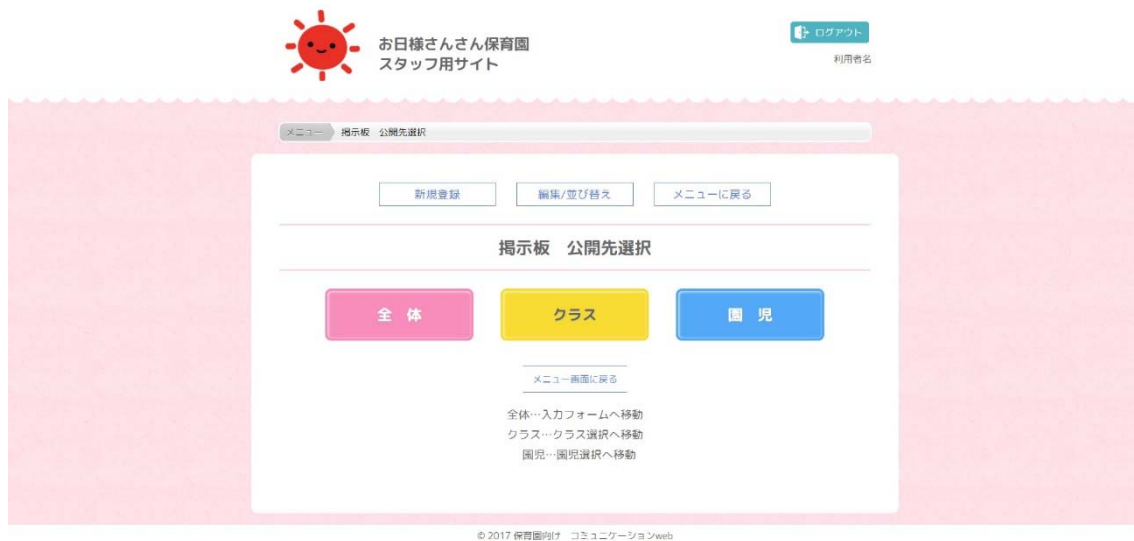 お日様さんさん保育園
スタッフ用サイト
ログアウト
利用者名
メニュー 掲示板 公開先選択
新規登録 編集/並び替え メニューに戻る
掲示板 公開先選択
全 体 クラス 園 児
メニュー画面に戻る
全体…入力フォームへ移動
クラス…クラス選択へ移動
園児…園児選択へ移動
© 2017 保育園向け コミュニケーションweb